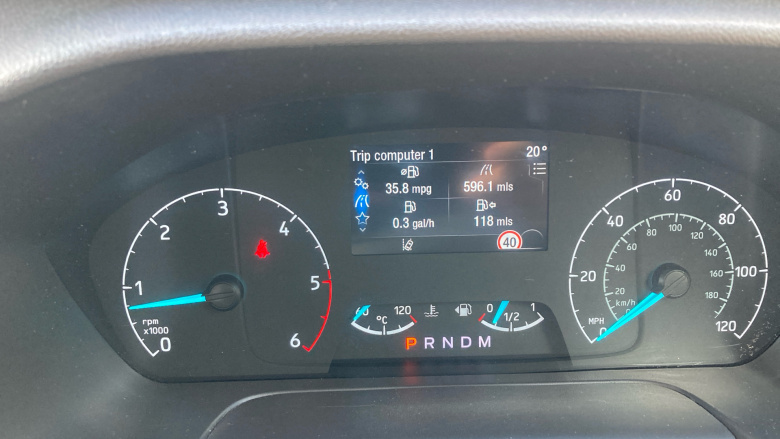 Trip computer 1 20°
35.8 mpg 596.1 mls
0.3 gal/h 118 mls
40
0 1 2 3 4 5 6
rpm
x1000
60 °C 120
0 1/2 1
P R N D M
0 20 40 60 80 100 120
MPH
20 40 60 80 100 120 140 160 180
km/h